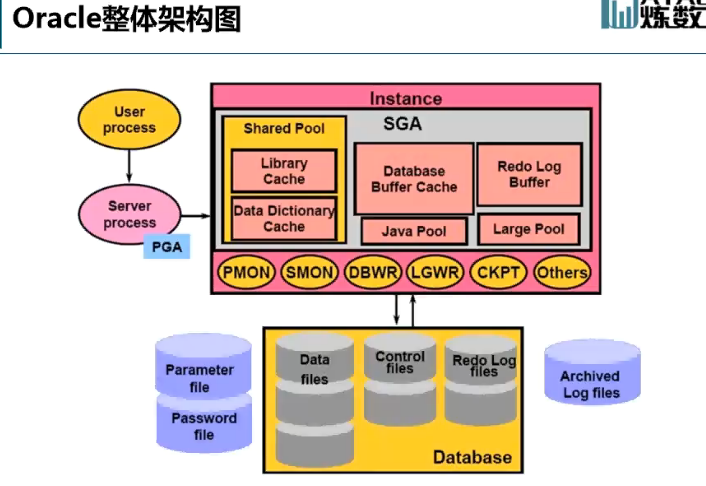 Oracle整体架构图
炼数
User
process
Server
process
PGA
Instance
SGA
Shared Pool
Library
Cache
Data Dictionary
Cache
Database
Buffer Cache
Redo Log
Buffer
Java Pool
Large Pool
PMON
SMON
DBWR
LGWR
CKPT
Others
Parameter
file
Password
file
Data
files
Control
files
Redo Log
files
Database
Archived
Log files